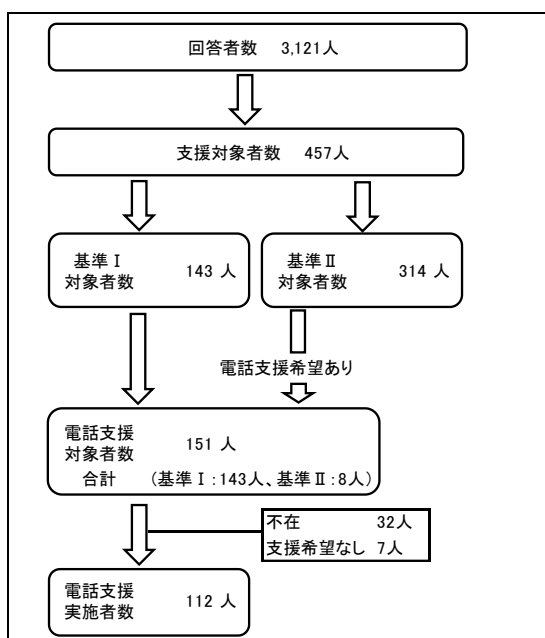 回答者数 3,121人
支援対象者数 457人
基準Ⅰ
対象者数 143 人
基準Ⅱ
対象者数 314 人
電話支援希望あり
電話支援
対象者数 151 人
合計 (基準Ⅰ:143人、基準Ⅱ:8人)
不在 32人
支援希望なし 7人
電話支援
実施者数 112 人